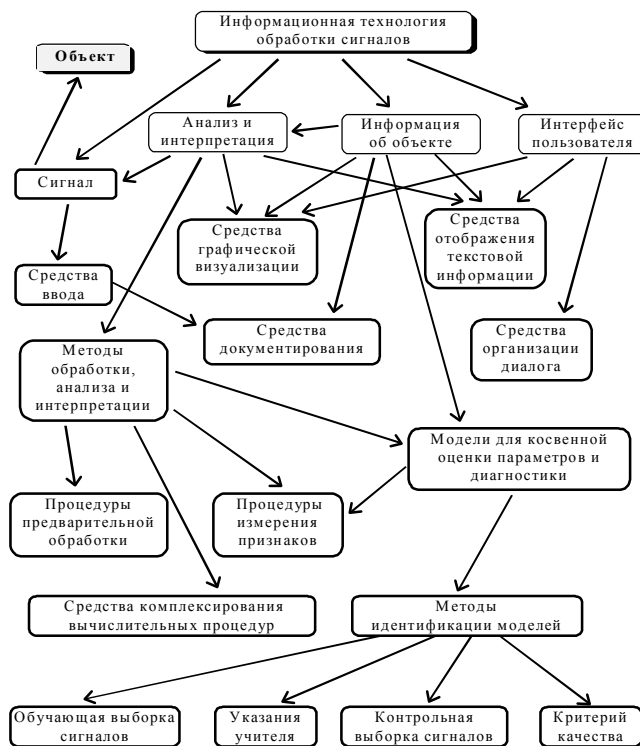 Информационная технология
обработки сигналов
Объект
Анализ и
интерпретация
Информация
об объекте
Интерфейс
пользователя
Сигнал
Средства
графической
визуализации
Средства
отображения
текстовой
информации
Средства
ввода
Средства
документирования
Средства
организации
диалога
Методы
обработки,
анализа и
интерпретации
Модели для косвенной
оценки параметров и
диагностики
Процедуры
предварительной
обработки
Процедуры
измерения
признаков
Средства комплексирования
вычислительных процедур
Методы
идентификации моделей
Обучающая выборка
сигналов
Указания
учителя
Контрольная
выборка сигналов
Критерий
качества